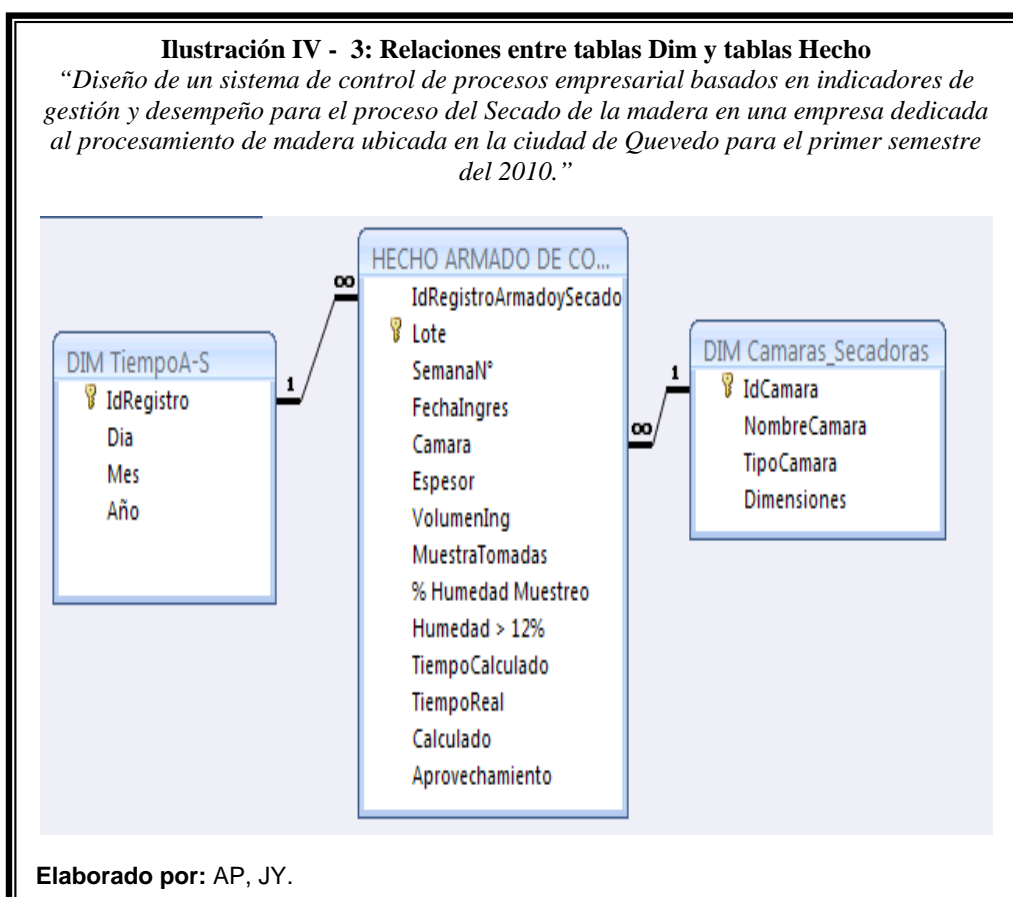 Ilustración IV - 3: Relaciones entre tablas Dim y tablas Hecho
“Diseño de un sistema de control de procesos empresarial basados en indicadores de
gestión y desempeño para el proceso del Secado de la madera en una empresa dedicada
al procesamiento de madera ubicada en la ciudad de Quevedo para el primer semestre
del 2010.”
DIM TiempoA-S
IdRegistro
Dia
Mes
Año
1
∞
HECHO ARMADO DE CO...
IdRegistroArmadoySecado
Lote
SemanaN°
FechaIngres
Camara
Espesor
VolumenIng
MuestraTomadas
% Humedad Muestreo
Humedad > 12%
TiempoCalculado
TiempoReal
Calculado
Aprovechamiento
∞
1
DIM Camaras_Secadoras
IdCamara
NombreCamara
TipoCamara
Dimensiones
Elaborado por: AP, JY.